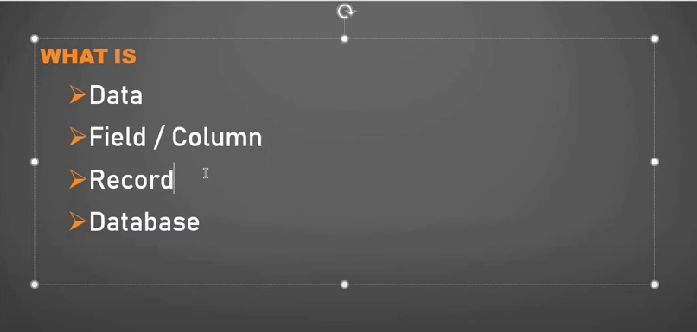 WHAT IS
Data
Field / Column
Record
Database